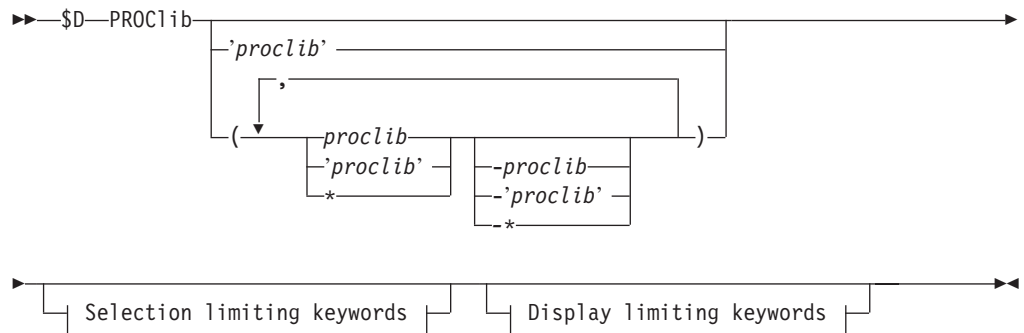 $D PROClib
'proclib'
,
( proclib )
'proclib'
*
-proclib
-'proclib'
-*
Selection limiting keywords
Display limiting keywords